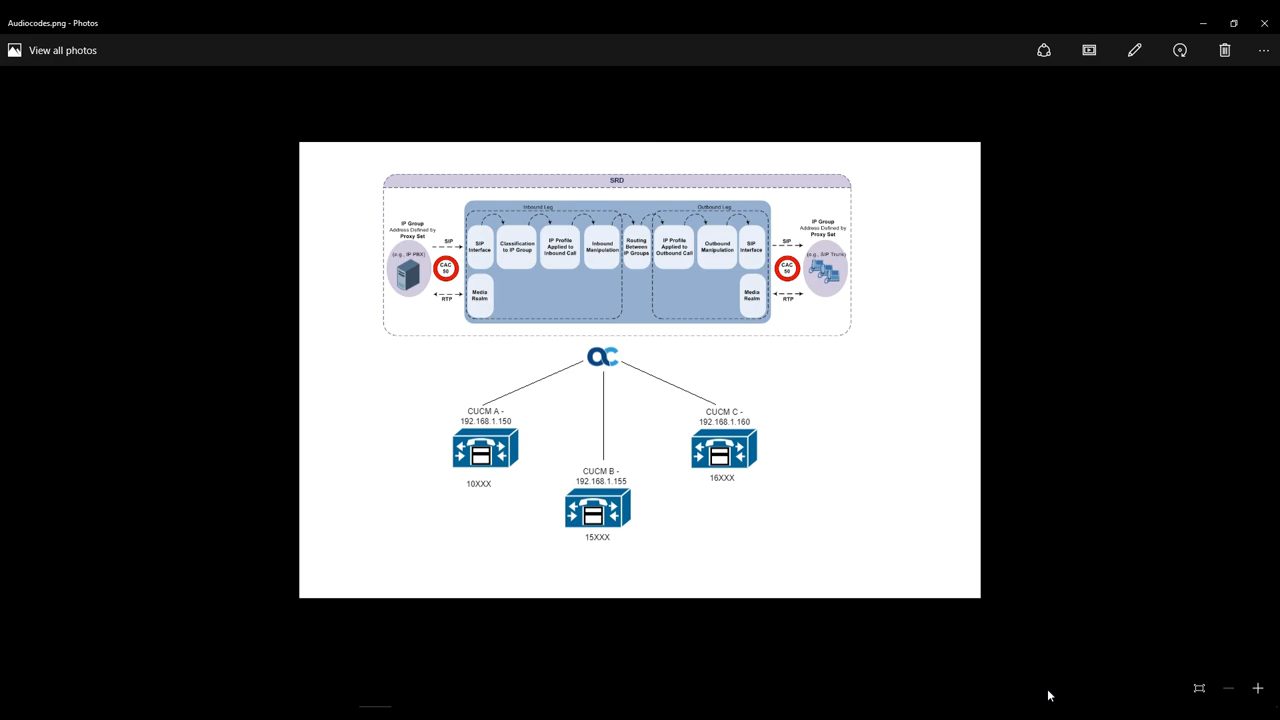 Audiocodes.png - Photos
View all photos
SRD
Inbound Leg
Outbound Leg
IP Group
Address Defined by
Proxy Set
(e.g., IP PBX)
SIP
CAC
50
RTP
SIP
Interface
Classification
to IP Group
IP Profile
Applied to
Inbound Call
Inbound
Manipulation
Routing
Between
IP Groups
IP Profile
Applied to
Outbound Call
Outbound
Manipulation
SIP
Interface
Media
Realm
Media
Realm
SIP
CAC
50
RTP
IP Group
Address Defined by
Proxy Set
(e.g., SIP Trunk)
CUCM A -
192.168.1.150
10XXX
CUCM B -
192.168.1.155
15XXX
CUCM C -
192.168.1.160
16XXX